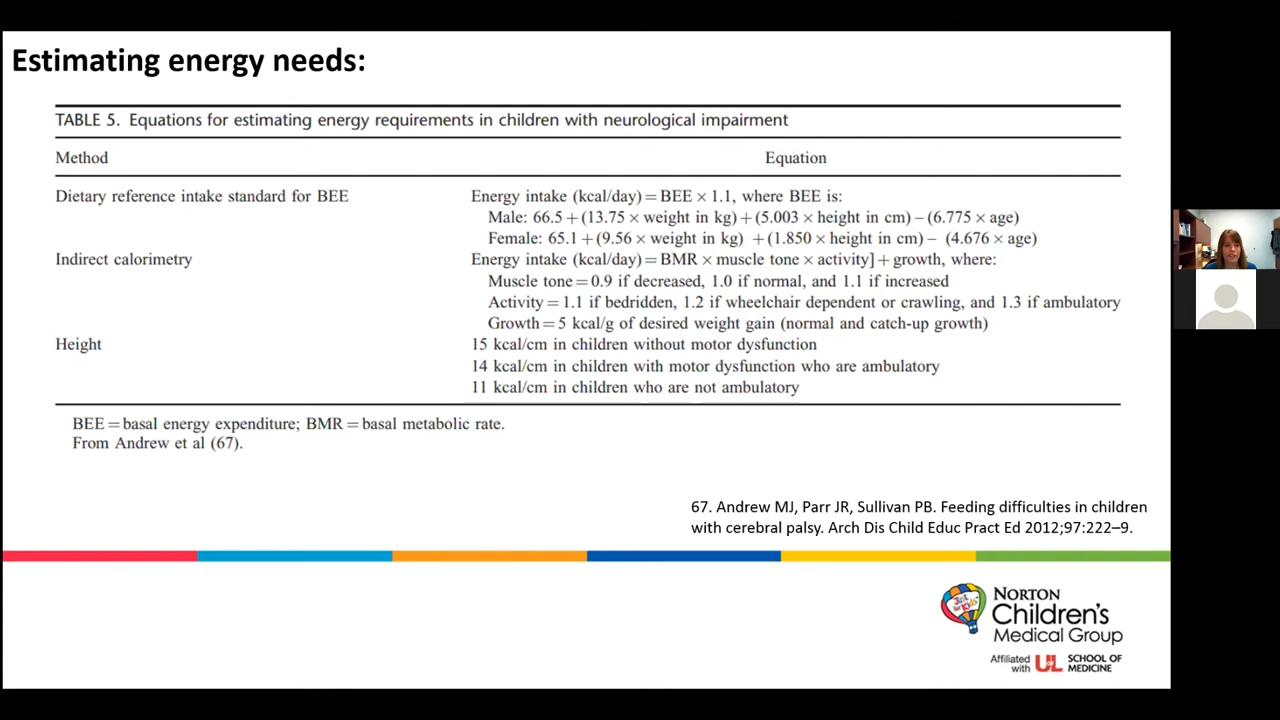 Estimating energy needs:
TABLE 5. Equations for estimating energy requirements in children with neurological impairment
Method Equation
Dietary reference intake standard for BEE Energy intake (kcal/day) = BEE × 1.1, where BEE is:
Male: 66.5 + (13.75 × weight in kg) + (5.003 × height in cm) – (6.775 × age)
Female: 65.1 + (9.56 × weight in kg) + (1.850 × height in cm) – (4.676 × age)
Indirect calorimetry Energy intake (kcal/day) = BMR × muscle tone × activity] + growth, where:
Muscle tone = 0.9 if decreased, 1.0 if normal, and 1.1 if increased
Activity = 1.1 if bedridden, 1.2 if wheelchair dependent or crawling, and 1.3 if ambulatory
Growth = 5 kcal/g of desired weight gain (normal and catch-up growth)
Height 15 kcal/cm in children without motor dysfunction
14 kcal/cm in children with motor dysfunction who are ambulatory
11 kcal/cm in children who are not ambulatory
BEE = basal energy expenditure; BMR = basal metabolic rate.
From Andrew et al (67).
67. Andrew MJ, Parr JR, Sullivan PB. Feeding difficulties in children
with cerebral palsy. Arch Dis Child Educ Pract Ed 2012;97:222–9.
Just for Kids
NORTON
Children's
Medical Group
Affiliated with UL SCHOOL OF MEDICINE